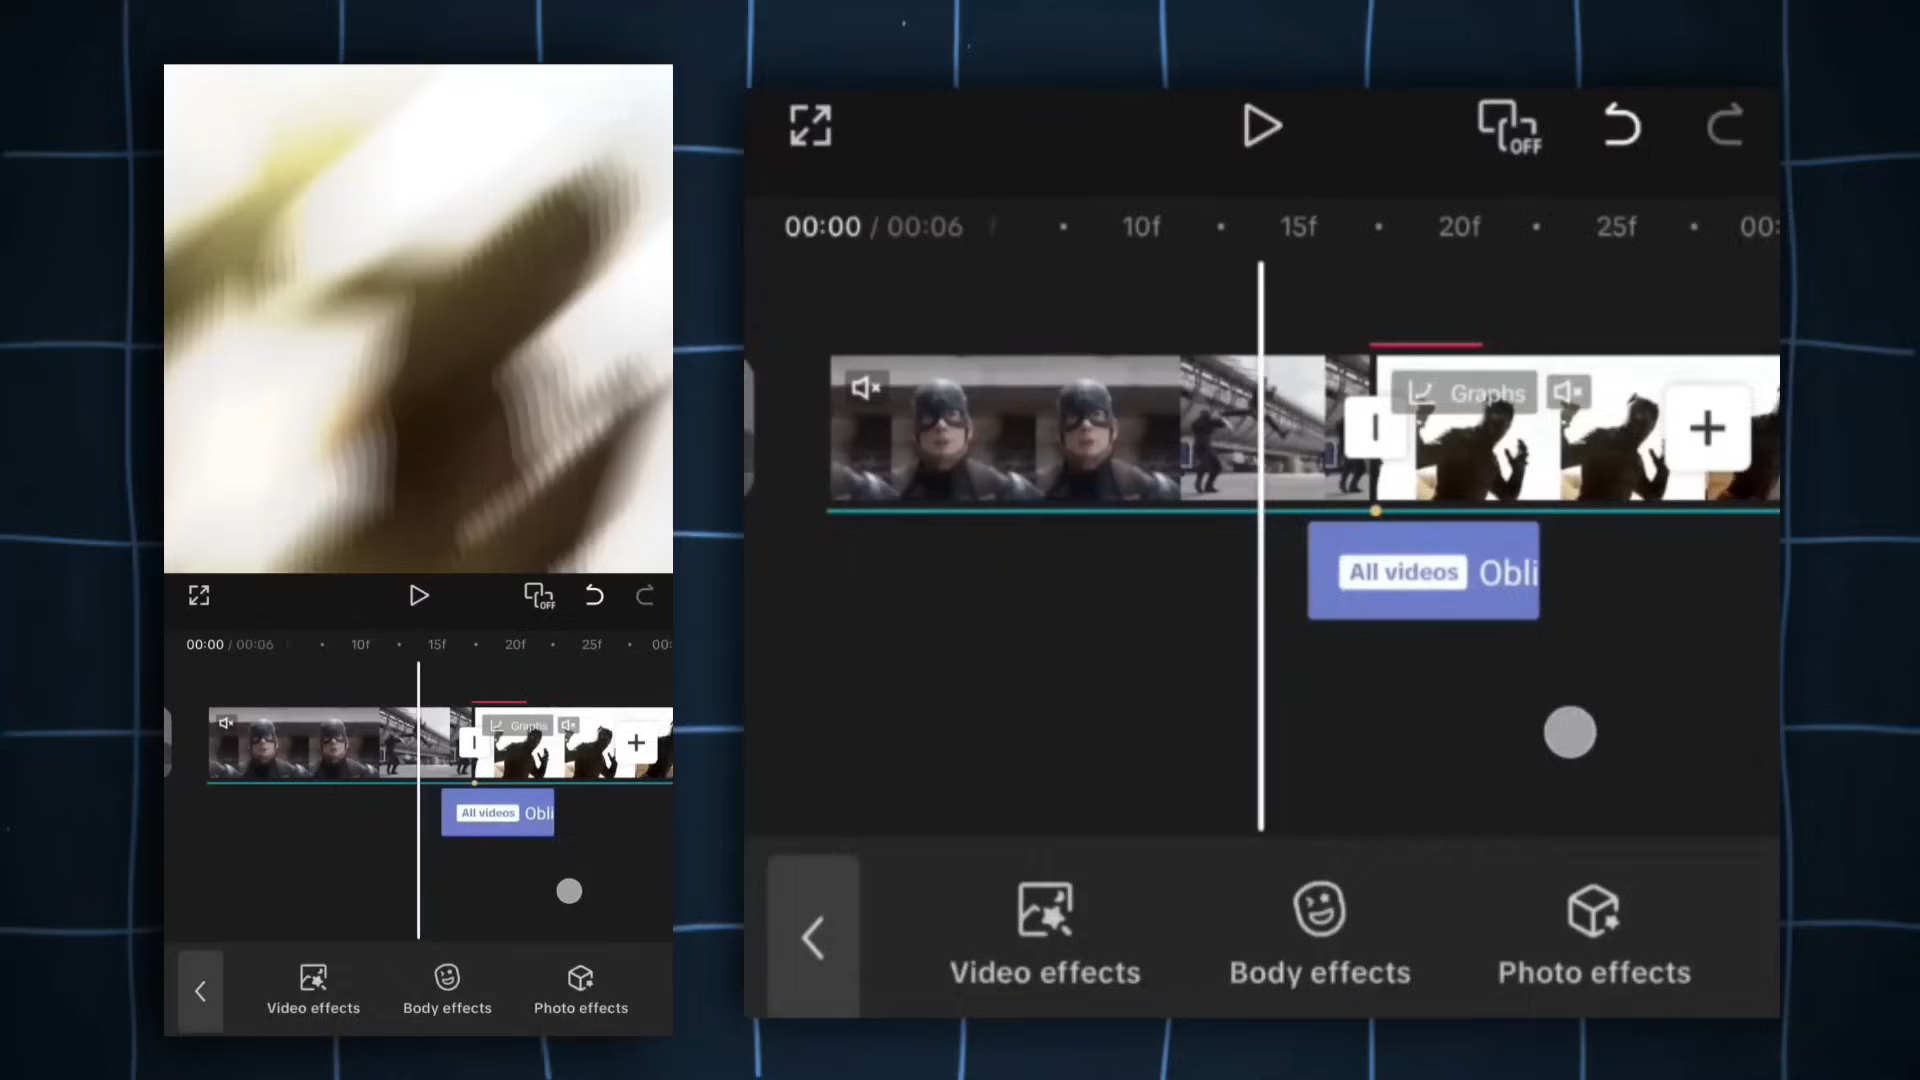 OFF
00:00 / 00:06 10f 15f 20f 25f 00:
Graphs
All videos Obli
Video effects Body effects Photo effects
OFF
00:00 / 00:06 10f 15f 20f 25f 00:
Graphs
All videos Obli
Video effects Body effects Photo effects